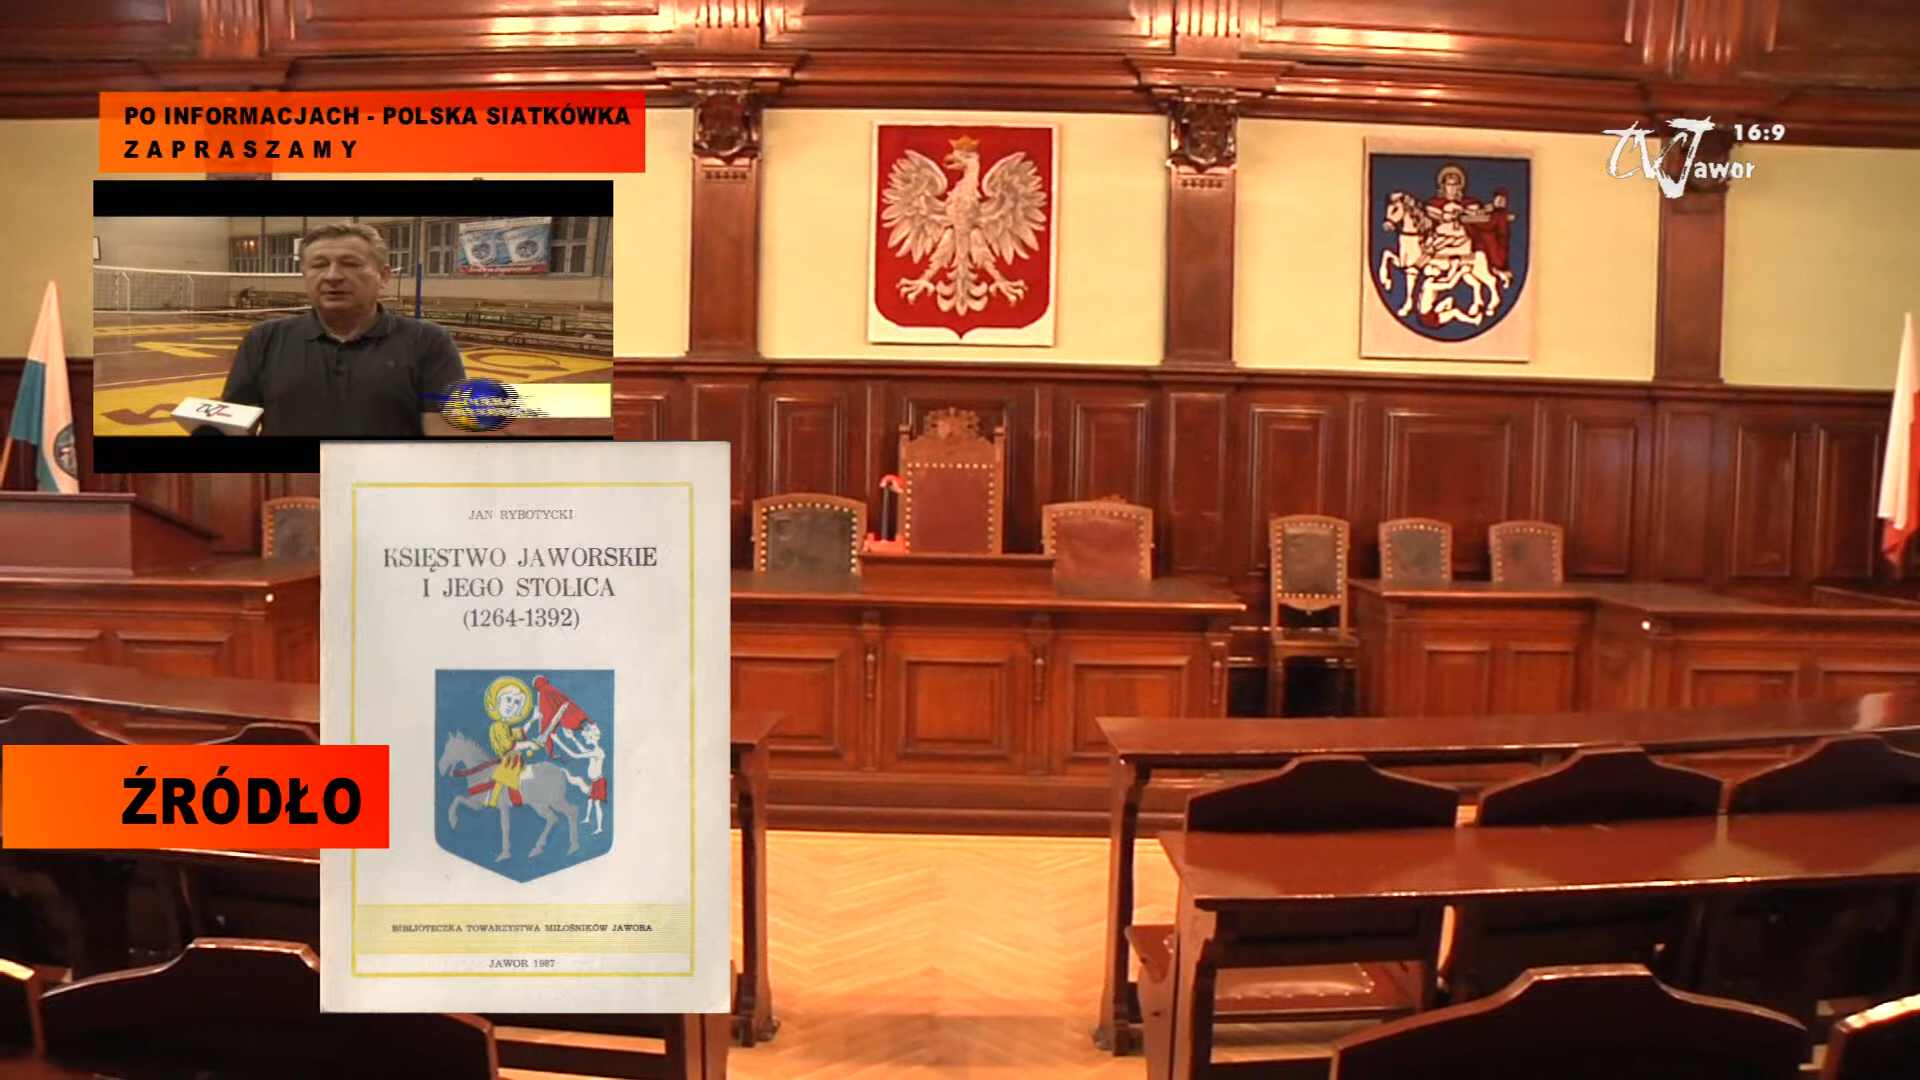 PO INFORMACJACH - POLSKA SIATKÓWKA
ZAPRASZAMY
16:9
TVJawor
JAN RYBOTYCKI
KSIĘSTWO JAWORSKIE
I JEGO STOLICA
(1264-1392)
ŹRÓDŁO
BIBLIOTECZKA TOWARZYSTWA MIŁOŚNIKÓW JAWORA
JAWOR 1987